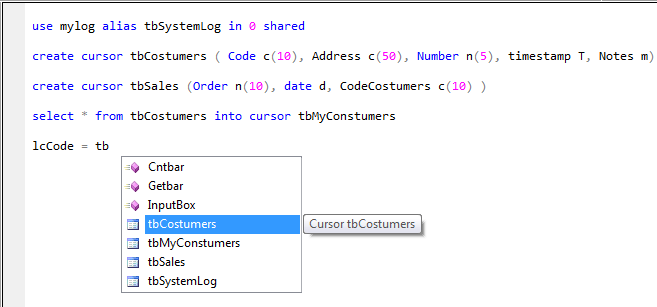 use mylog alias tbSystemLog in 0 shared
create cursor tbCostumers ( Code c(10), Address c(50), Number n(5), timestamp T, Notes m)
create cursor tbSales (Order n(10), date d, CodeCostumers c(10) )
select * from tbCostumers into cursor tbMyConstumers
lcCode = tb
Cntbar
Getbar
InputBox
tbCostumers Cursor tbCostumers
tbMyConstumers
tbSales
tbSystemLog